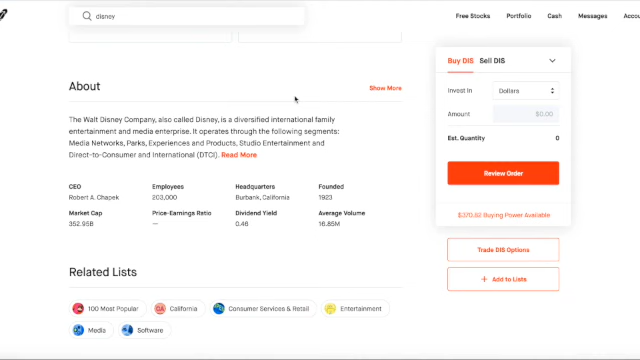 disney
Free Stocks Portfolio Cash Messages
Buy DIS Sell DIS
Invest In Dollars
Amount $0.00
Est. Quantity 0
Review Order
$370.62 Buying Power Available
Trade DIS Options
+ Add to Lists
About
Show More
The Walt Disney Company, also called Disney, is a diversified international family
entertainment and media enterprise. It operates through the following segments:
Media Networks, Parks, Experiences and Products, Studio Entertainment and
Direct-to-Consumer and International (DTCI). Read More
CEO Employees Headquarters Founded
Robert A. Chapek 203,000 Burbank, California 1923
Market Cap Price-Earnings Ratio Dividend Yield Average Volume
352.95B — 0.46 16.85M
Related Lists
100 Most Popular CA California Consumer Services & Retail Entertainment
Media Software